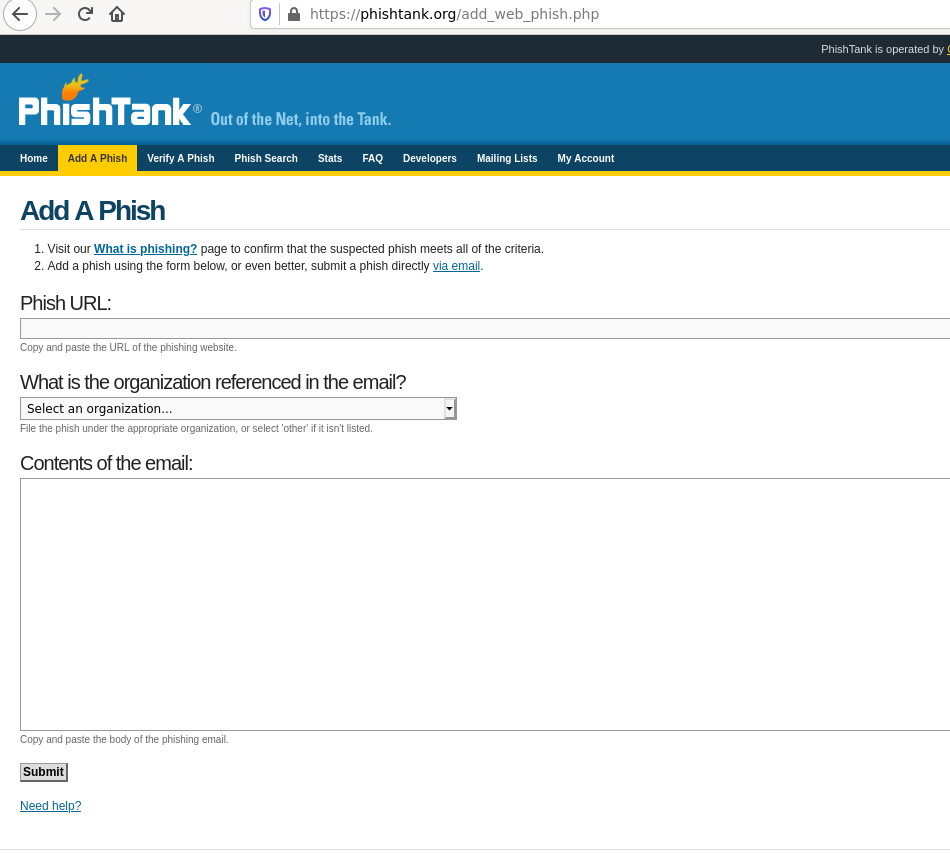 https://phishtank.org/add_web_phish.php
PhishTank is operated by
PhishTank® Out of the Net, into the Tank.
Home Add A Phish Verify A Phish Phish Search Stats FAQ Developers Mailing Lists My Account
Add A Phish
1. Visit our What is phishing? page to confirm that the suspected phish meets all of the criteria.
2. Add a phish using the form below, or even better, submit a phish directly via email.
Phish URL:
Copy and paste the URL of the phishing website.
What is the organization referenced in the email?
Select an organization...
File the phish under the appropriate organization, or select 'other' if it isn't listed.
Contents of the email:
Copy and paste the body of the phishing email.
Submit
Need help?